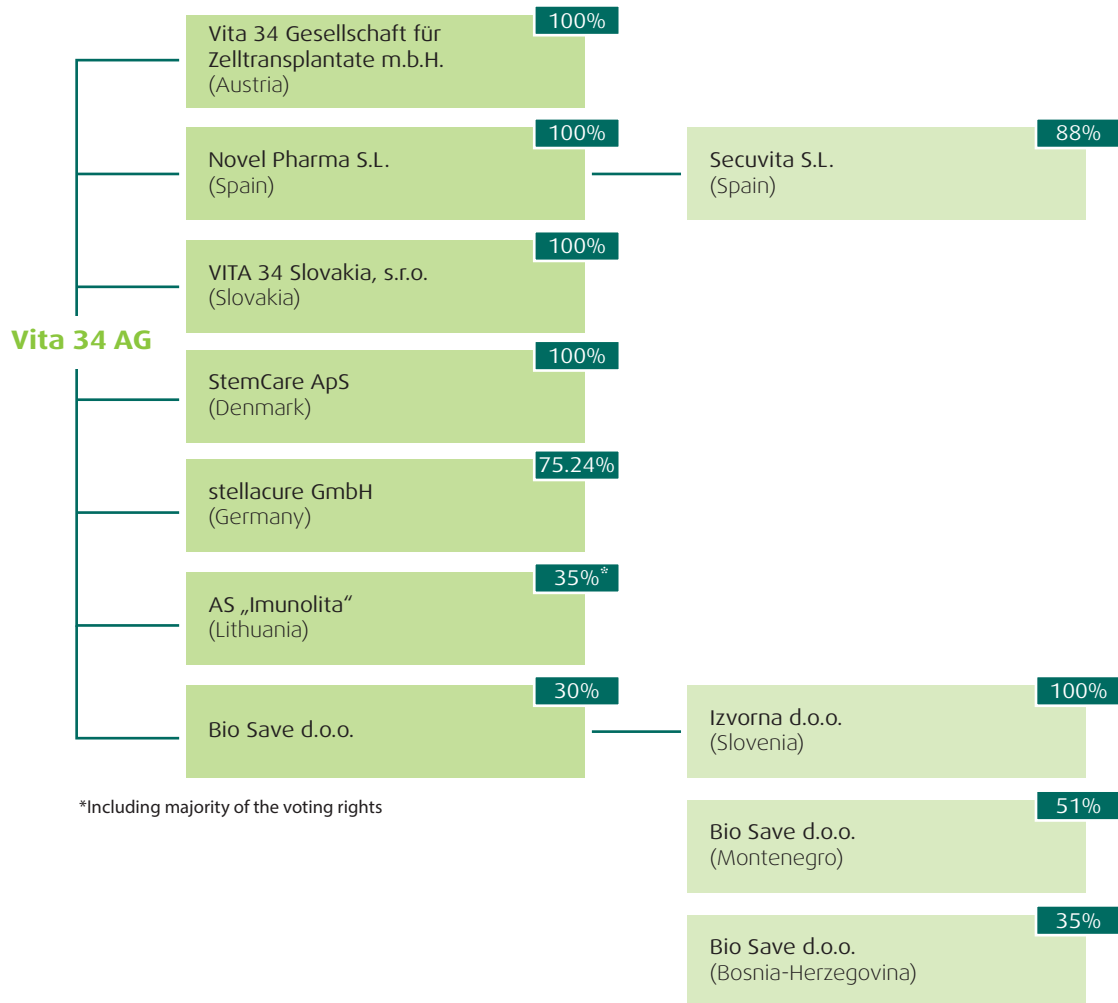 100%
Vita 34 Gesellschaft für
Zelltransplantate m.b.H.
(Austria)
100%
Novel Pharma S.L.
(Spain)
88%
Secuvita S.L.
(Spain)
100%
VITA 34 Slovakia, s.r.o.
(Slovakia)
Vita 34 AG
100%
StemCare ApS
(Denmark)
75.24%
stellacure GmbH
(Germany)
35%*
AS „Imunolita“
(Lithuania)
30%
Bio Save d.o.o.
100%
Izvorna d.o.o.
(Slovenia)
*Including majority of the voting rights
51%
Bio Save d.o.o.
(Montenegro)
35%
Bio Save d.o.o.
(Bosnia-Herzegovina)